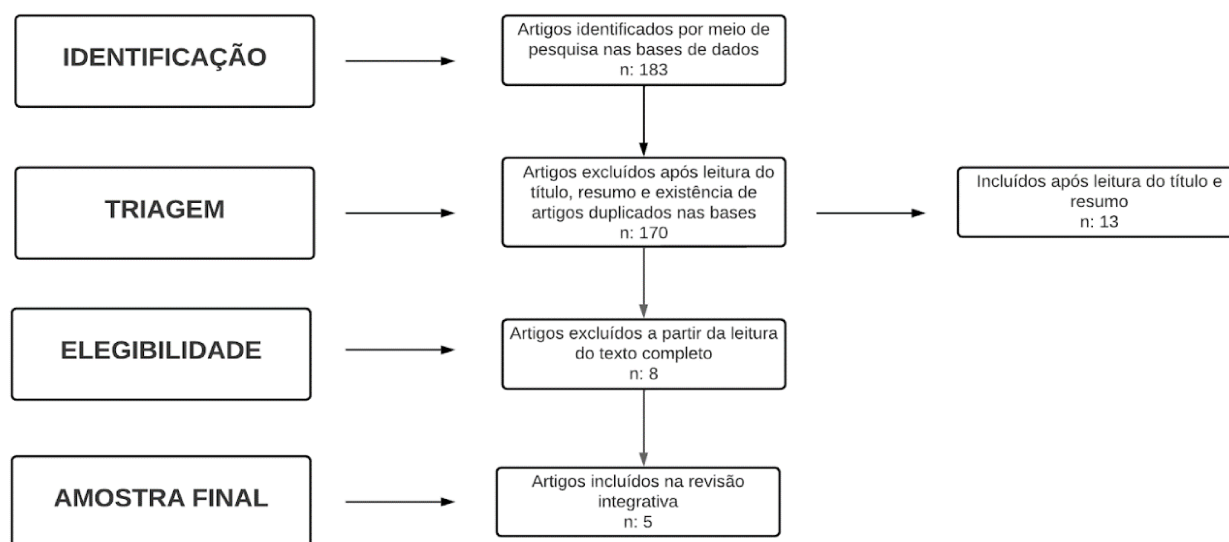 IDENTIFICAÇÃO
Artigos identificados por meio de
pesquisa nas bases de dados
n: 183
TRIAGEM
Artigos excluídos após leitura do
título, resumo e existência de
artigos duplicados nas bases
n: 170
Incluídos após leitura do título e
resumo
n: 13
ELEGIBILIDADE
Artigos excluídos a partir da leitura
do texto completo
n: 8
AMOSTRA FINAL
Artigos incluídos na revisão
integrativa
n: 5